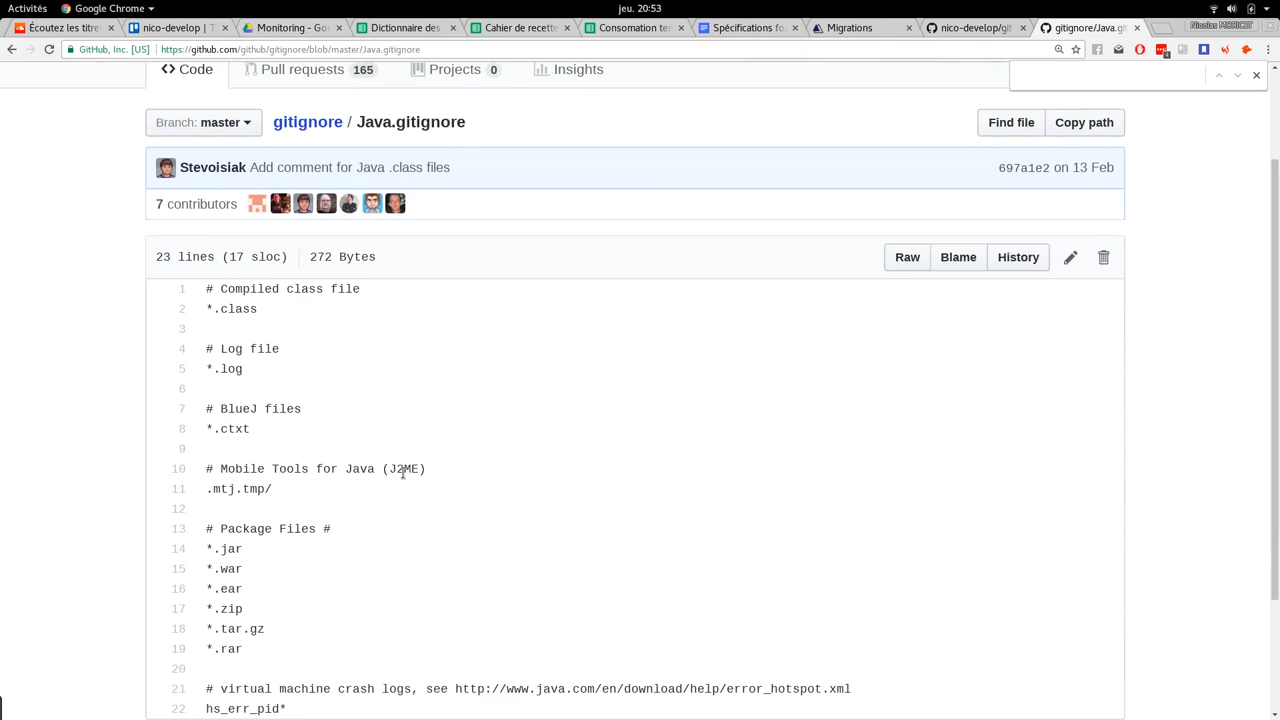 Activités Google Chrome jeu. 20:53
Écoutez les titres nico-develop | T Monitoring - Go Dictionnaire des Cahier de recette Consomation ter Spécifications fo Migrations nico-develop/git gitignore/Java.gi Nicolas MORICET
GitHub, Inc. [US] https://github.com/github/gitignore/blob/master/Java.gitignore
<> Code Pull requests 165 Projects 0 Insights
Branch: master gitignore / Java.gitignore Find file Copy path
Stevoisiak Add comment for Java .class files 697a1e2 on 13 Feb
7 contributors
23 lines (17 sloc) 272 Bytes Raw Blame History
1 # Compiled class file
2 *.class
3
4 # Log file
5 *.log
6
7 # BlueJ files
8 *.ctxt
9
10 # Mobile Tools for Java (J2ME)
11 .mtj.tmp/
12
13 # Package Files #
14 *.jar
15 *.war
16 *.ear
17 *.zip
18 *.tar.gz
19 *.rar
20
21 # virtual machine crash logs, see http://www.java.com/en/download/help/error_hotspot.xml
22 hs_err_pid*